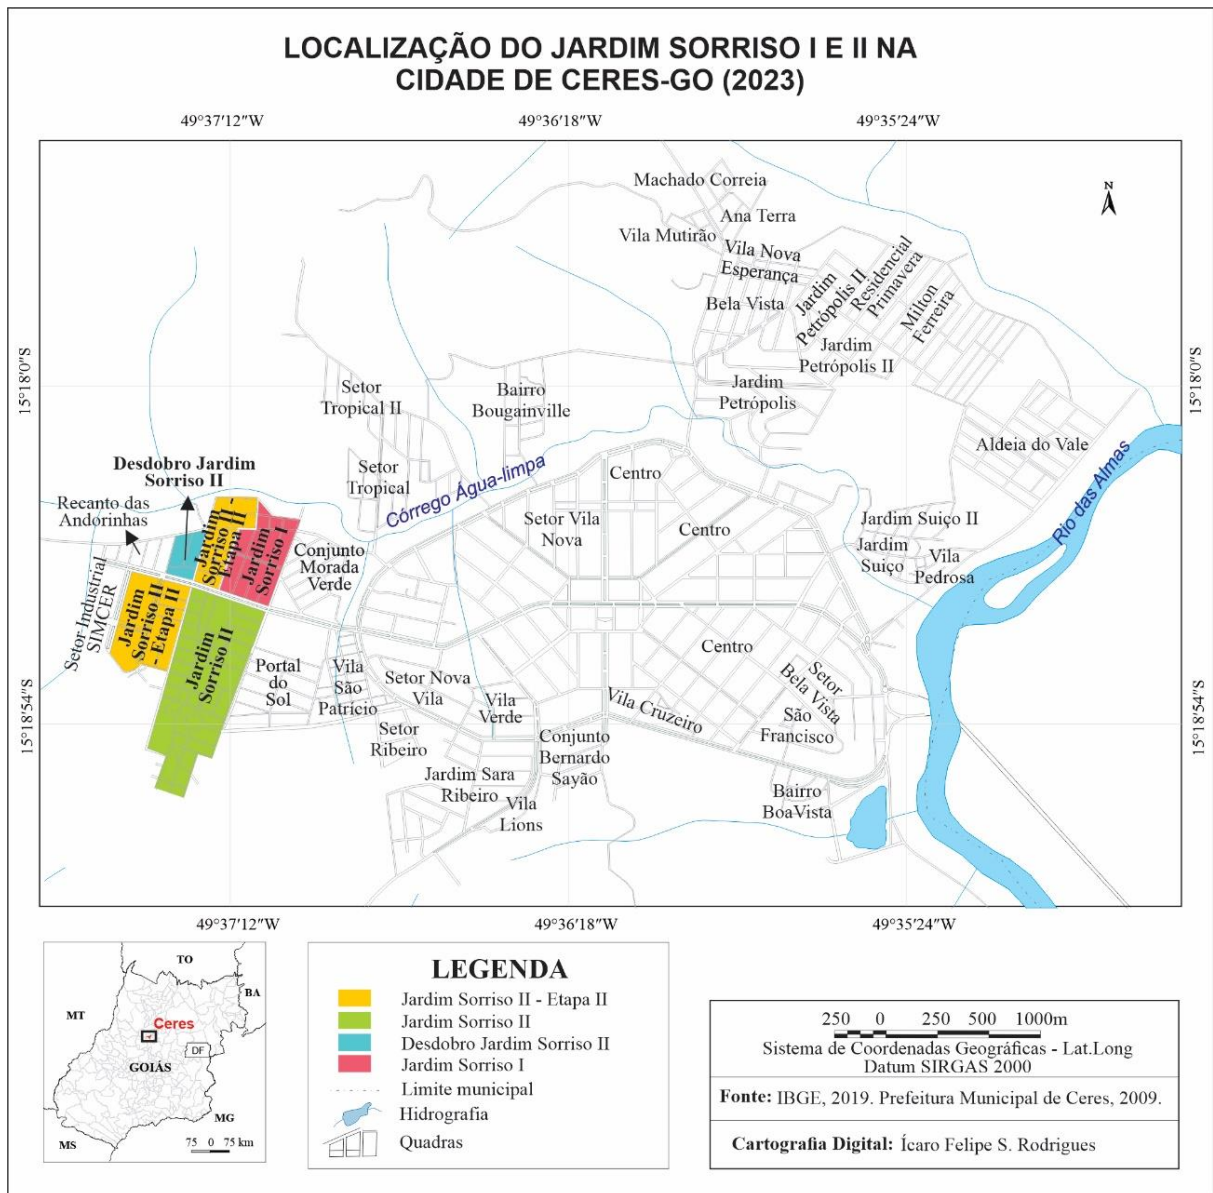 LOCALIZAÇÃO DO JARDIM SORRISO I E II NA
CIDADE DE CERES-GO (2023)
49°37'12"W
49°36'18"W
49°35'24"W
N
Machado Correia
Ana Terra
Vila Mutirão
Vila Nova
Esperança
Bela Vista
Jardim
Petrópolis II
Residencial
Primavera
Milton
Ferreira
Jardim
Petrópolis II
Jardim
Petrópolis
15°18'0"S
15°18'0"S
Setor
Tropical II
Bairro
Bougainville
Aldeia do Vale
Rio das Almas
Desdobro Jardim
Sorriso II
Recanto das
Andorinhas
Setor
Tropical
Córrego Água-limpa
Centro
Setor Vila
Nova
Centro
Jardim Suiço II
Jardim
Suiço
Vila
Pedrosa
Jardim
Sorriso II -
Etapa II
Jardim
Sorriso I
Conjunto
Morada
Verde
Setor Industrial
SIMCER
Jardim
Sorriso II
- Etapa II
Jardim
Sorriso II
Portal
do
Sol
Vila
São
Patrício
Setor Nova
Vila
Vila
Verde
Centro
Setor
Bela Vista
São
Francisco
Vila Cruzeiro
15°18'54"S
15°18'54"S
Setor
Ribeiro
Conjunto
Bernardo
Sayão
Jardim Sara
Ribeiro
Vila
Lions
Bairro
BoaVista
49°37'12"W
49°36'18"W
49°35'24"W
TO
BA
MT
Ceres
DF
GOIÁS
MG
MS
75 0 75 km
LEGENDA
Jardim Sorriso II - Etapa II
Jardim Sorriso II
Desdobro Jardim Sorriso II
Jardim Sorriso I
Limite municipal
Hidrografia
Quadras
250 0 250 500 1000m
Sistema de Coordenadas Geográficas - Lat.Long
Datum SIRGAS 2000
Fonte: IBGE, 2019. Prefeitura Municipal de Ceres, 2009.
Cartografia Digital: Ícaro Felipe S. Rodrigues